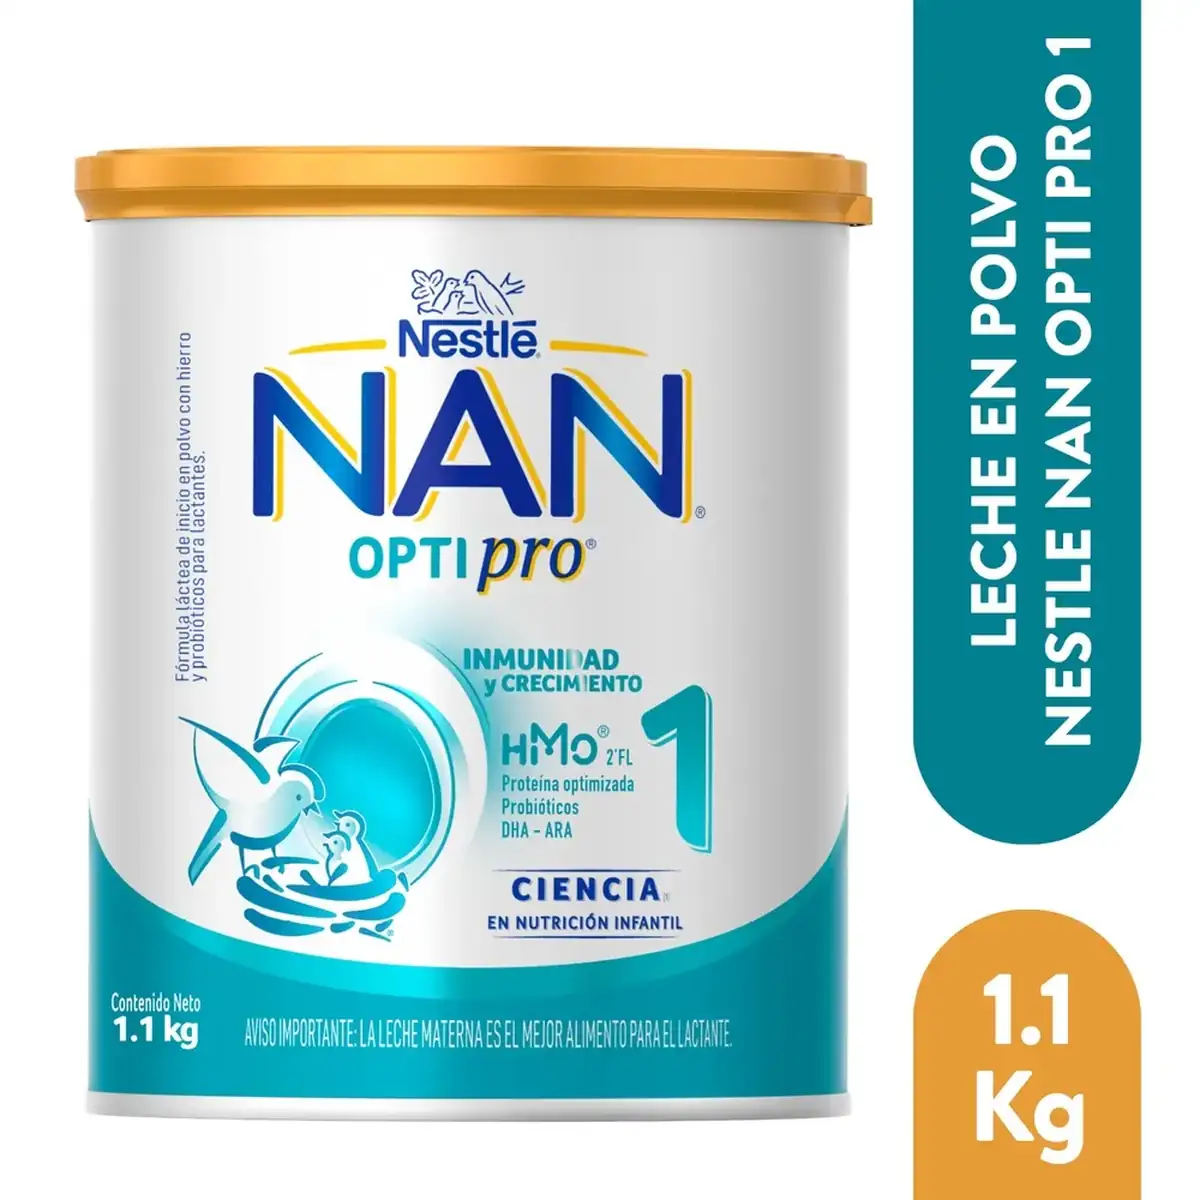 Nestlé
NAN
OPTIpro
Fórmula láctea de inicio en polvo con hierro
y probióticos para lactantes.
INMUNIDAD
y CRECIMIENTO
HMO® 2'FL
Proteína optimizada
Probióticos
DHA - ARA
1
CIENCIA
EN NUTRICIÓN INFANTIL
Contenido Neto
1.1 kg
AVISO IMPORTANTE: LA LECHE MATERNA ES EL MEJOR ALIMENTO PARA EL LACTANTE.
LECHE EN POLVO
NESTLE NAN OPTI PRO 1
1.1
Kg